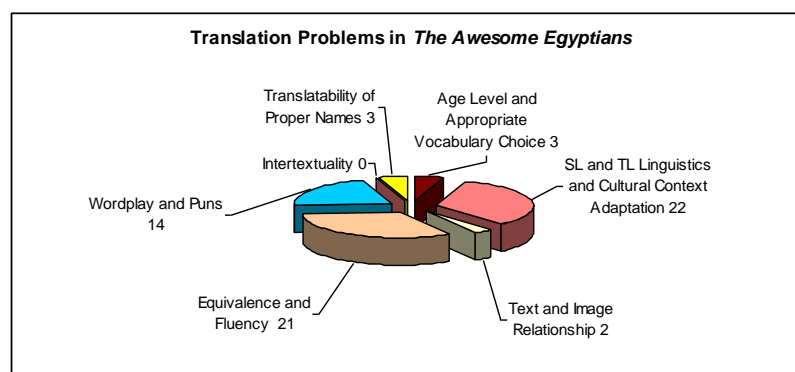 Translation Problems in The Awesome Egyptians
Translatability of
Proper Names 3
Age Level and
Appropriate
Vocabulary Choice 3
Intertextuality 0
SL and TL Linguistics
and Cultural Context
Adaptation 22
Wordplay and Puns
14
Equivalence and
Fluency 21
Text and Image
Relationship 2